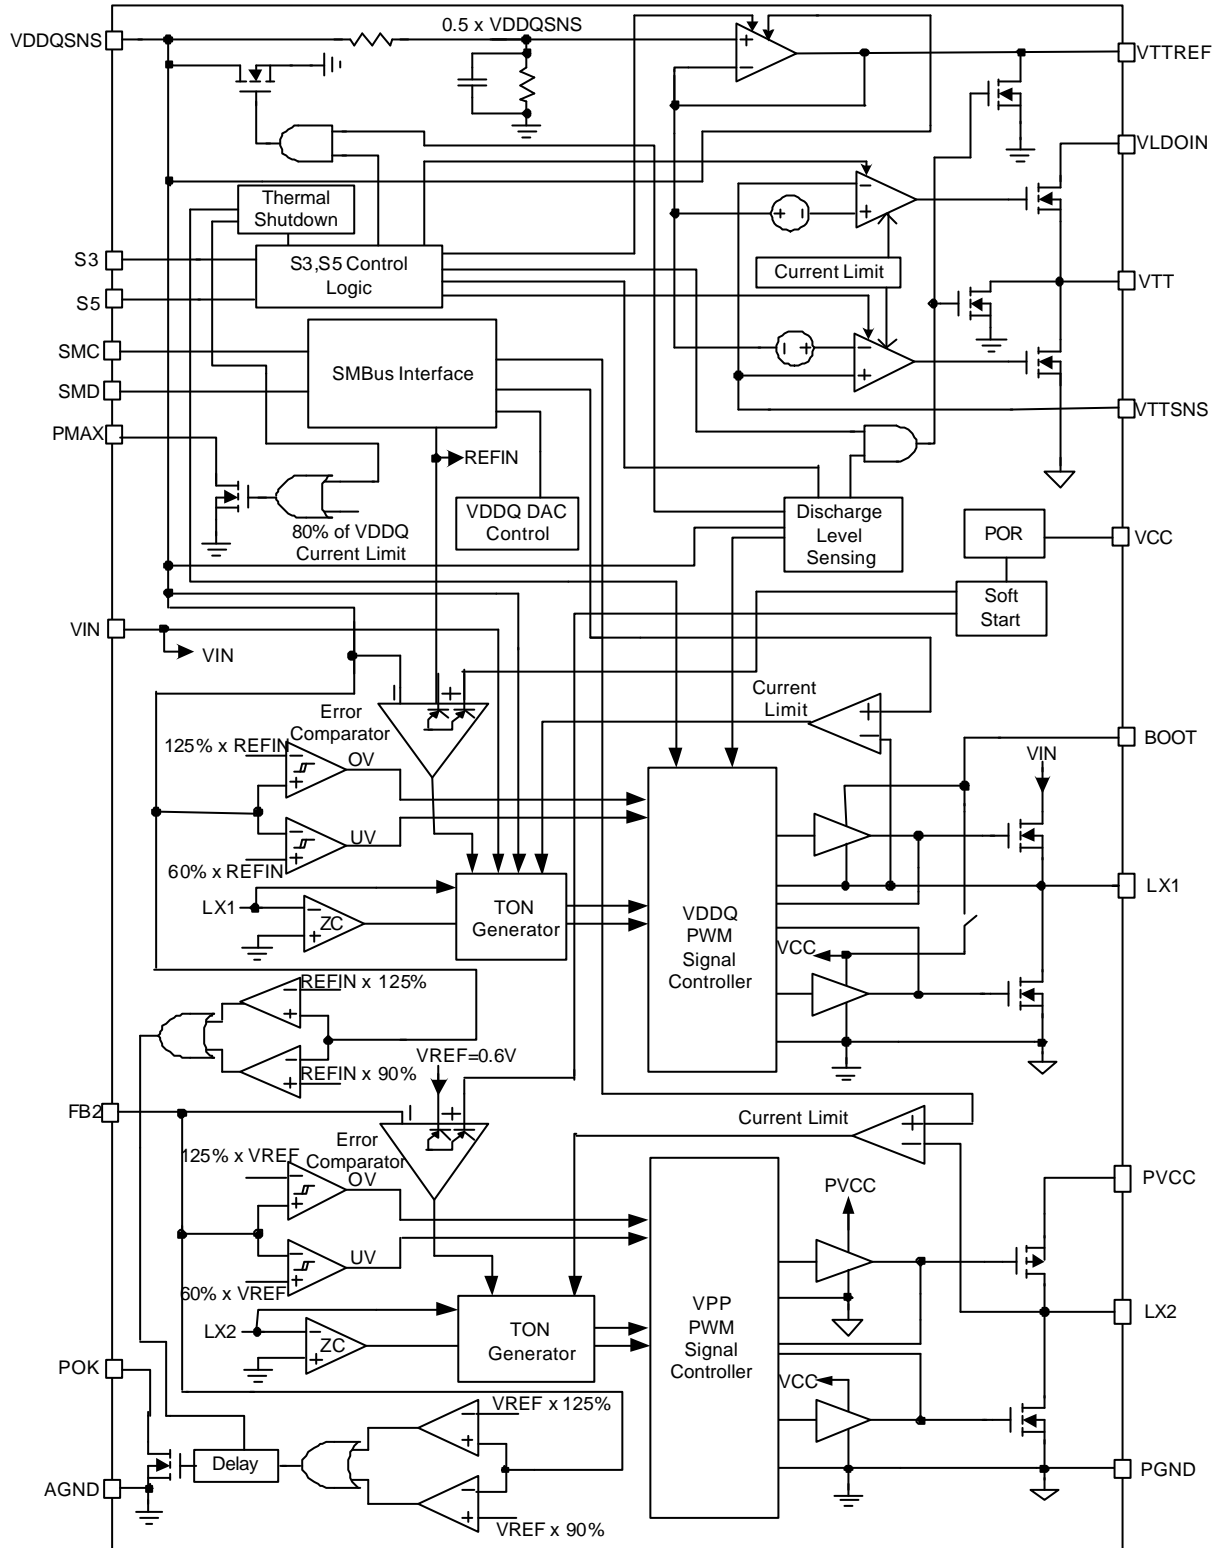 VDDQSNS
0.5 x VDDQSNS
+
−
VTTREF
VLDOIN
Thermal
Shutdown
−
+
+ −
S3
S5
S3,S5 Control
Logic
Current Limit
VTT
SMC
SMD
SMBus Interface
− +
−
+
VTTSNS
PMAX
REFIN
80% of VDDQ
Current Limit
VDDQ DAC
Control
Discharge
Level
Sensing
POR
VCC
Soft
Start
VIN
VIN
− +
Error
Comparator
Current
Limit
+
−
125% x REFIN
−
+
OV
BOOT
VIN
−
+
UV
60% x REFIN
LX1
−
+
ZC
TON
Generator
VDDQ
PWM
Signal
Controller
LX1
VCC
REFIN x 125%
−
+
−
+
REFIN x 90%
VREF=0.6V
FB2
− +
Error
Comparator
Current Limit
+
−
125% x VREF
−
+
OV
PVCC
PVCC
−
+
UV
60% x VREF
LX2
−
+
ZC
TON
Generator
VPP
PWM
Signal
Controller
LX2
VCC
POK
VREF x 125%
−
+
Delay
−
+
VREF x 90%
AGND
PGND